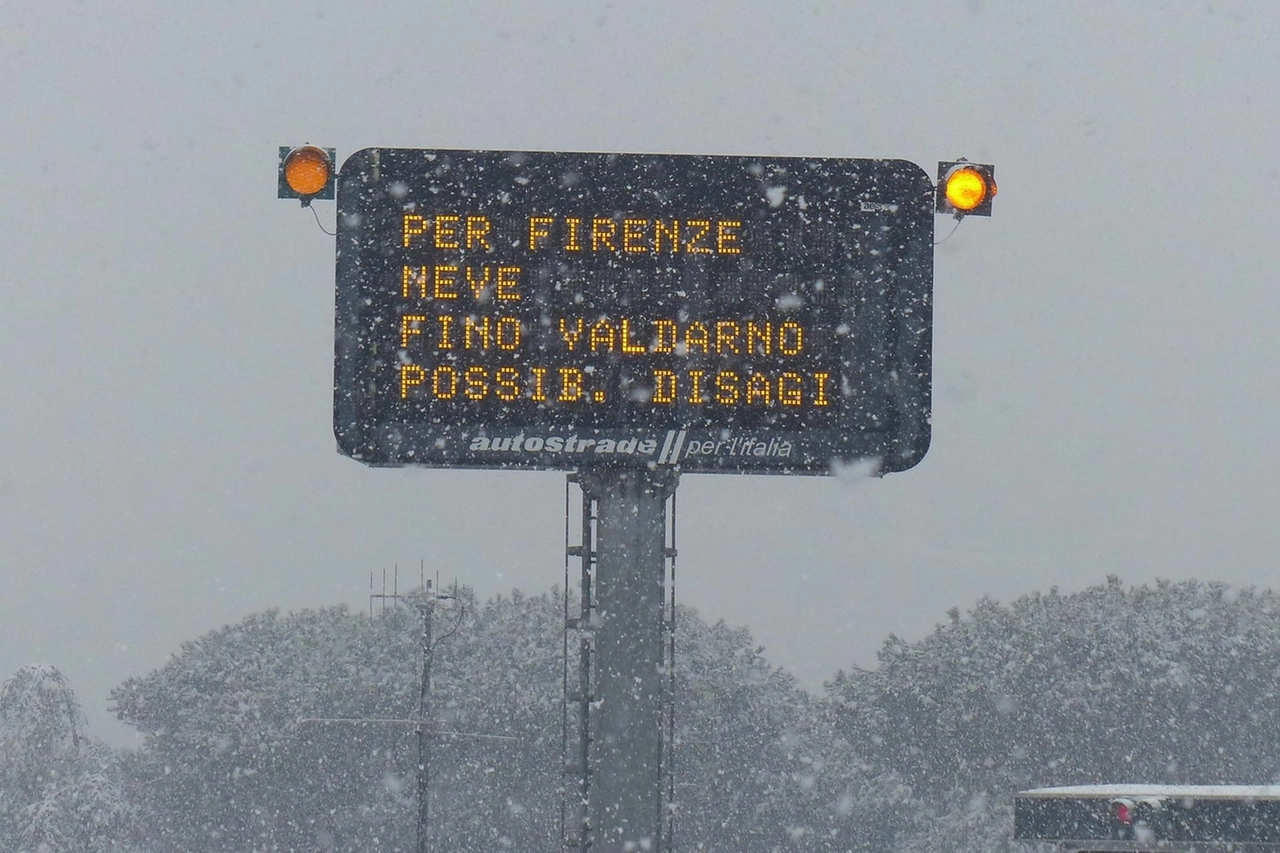 PER FIRENZE
NEVE
FINO VALDARNO
POSSIB. DISAGI
autostrade // per l'italia